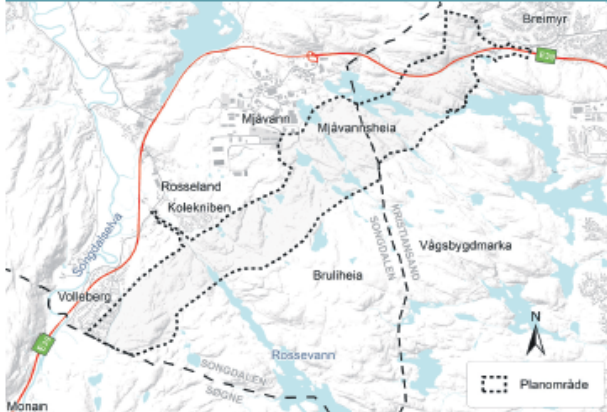 Breimyr
E39
Mjåvann
Mjåvannsheia
Rosseland
Kolekniben
KRISTIANSAND
SONGDALEN
Vågsbygdmarka
Songdalselva
Bruliheia
Volleberg
N
E39
Rossevann
SONGDALEN
SØGNE
Planområde
Monan